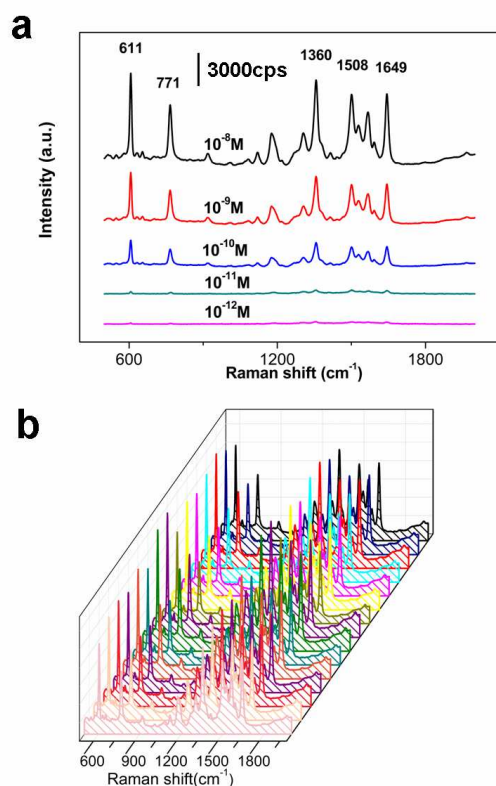 a
611
771
3000cps
1360
1508
1649
10⁻⁸M
10⁻⁹M
10⁻¹⁰M
10⁻¹¹M
10⁻¹²M
Intensity (a.u.)
600
1200
1800
Raman shift (cm⁻¹)
b
600
900
1200
1500
1800
Raman shift(cm⁻¹)